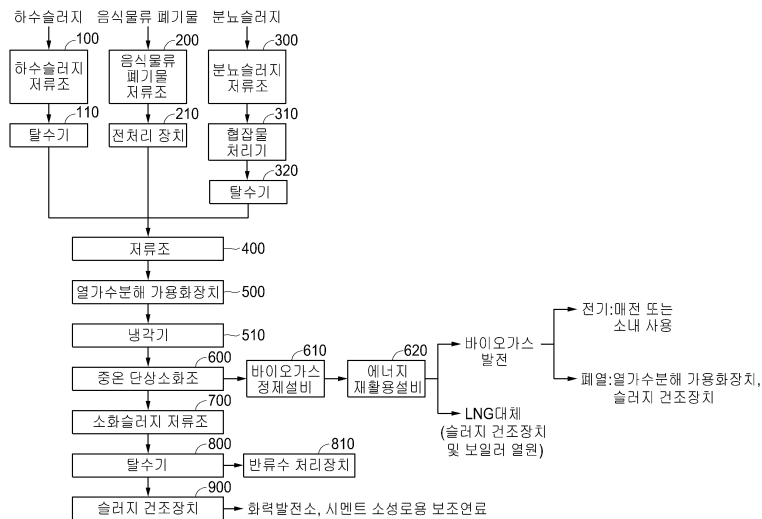 하수슬러지
음식물류 폐기물
분뇨슬러지
100
200
300
하수슬러지
저류조
음식물류
폐기물
저류조
분뇨슬러지
저류조
110
210
310
탈수기
전처리 장치
협잡물
처리기
320
탈수기
저류조
400
열가수분해 가용화장치
500
냉각기
510
600
중온 단상소화조
610
바이오가스
정제설비
620
에너지
재활용설비
바이오가스
발전
전기:매전 또는
소내 사용
폐열:열가수분해 가용화장치,
슬러지 건조장치
LNG대체
(슬러지 건조장치
및 보일러 열원)
700
소화슬러지 저류조
800
탈수기
810
반류수 처리장치
900
슬러지 건조장치
화력발전소, 시멘트 소성로용 보조연료